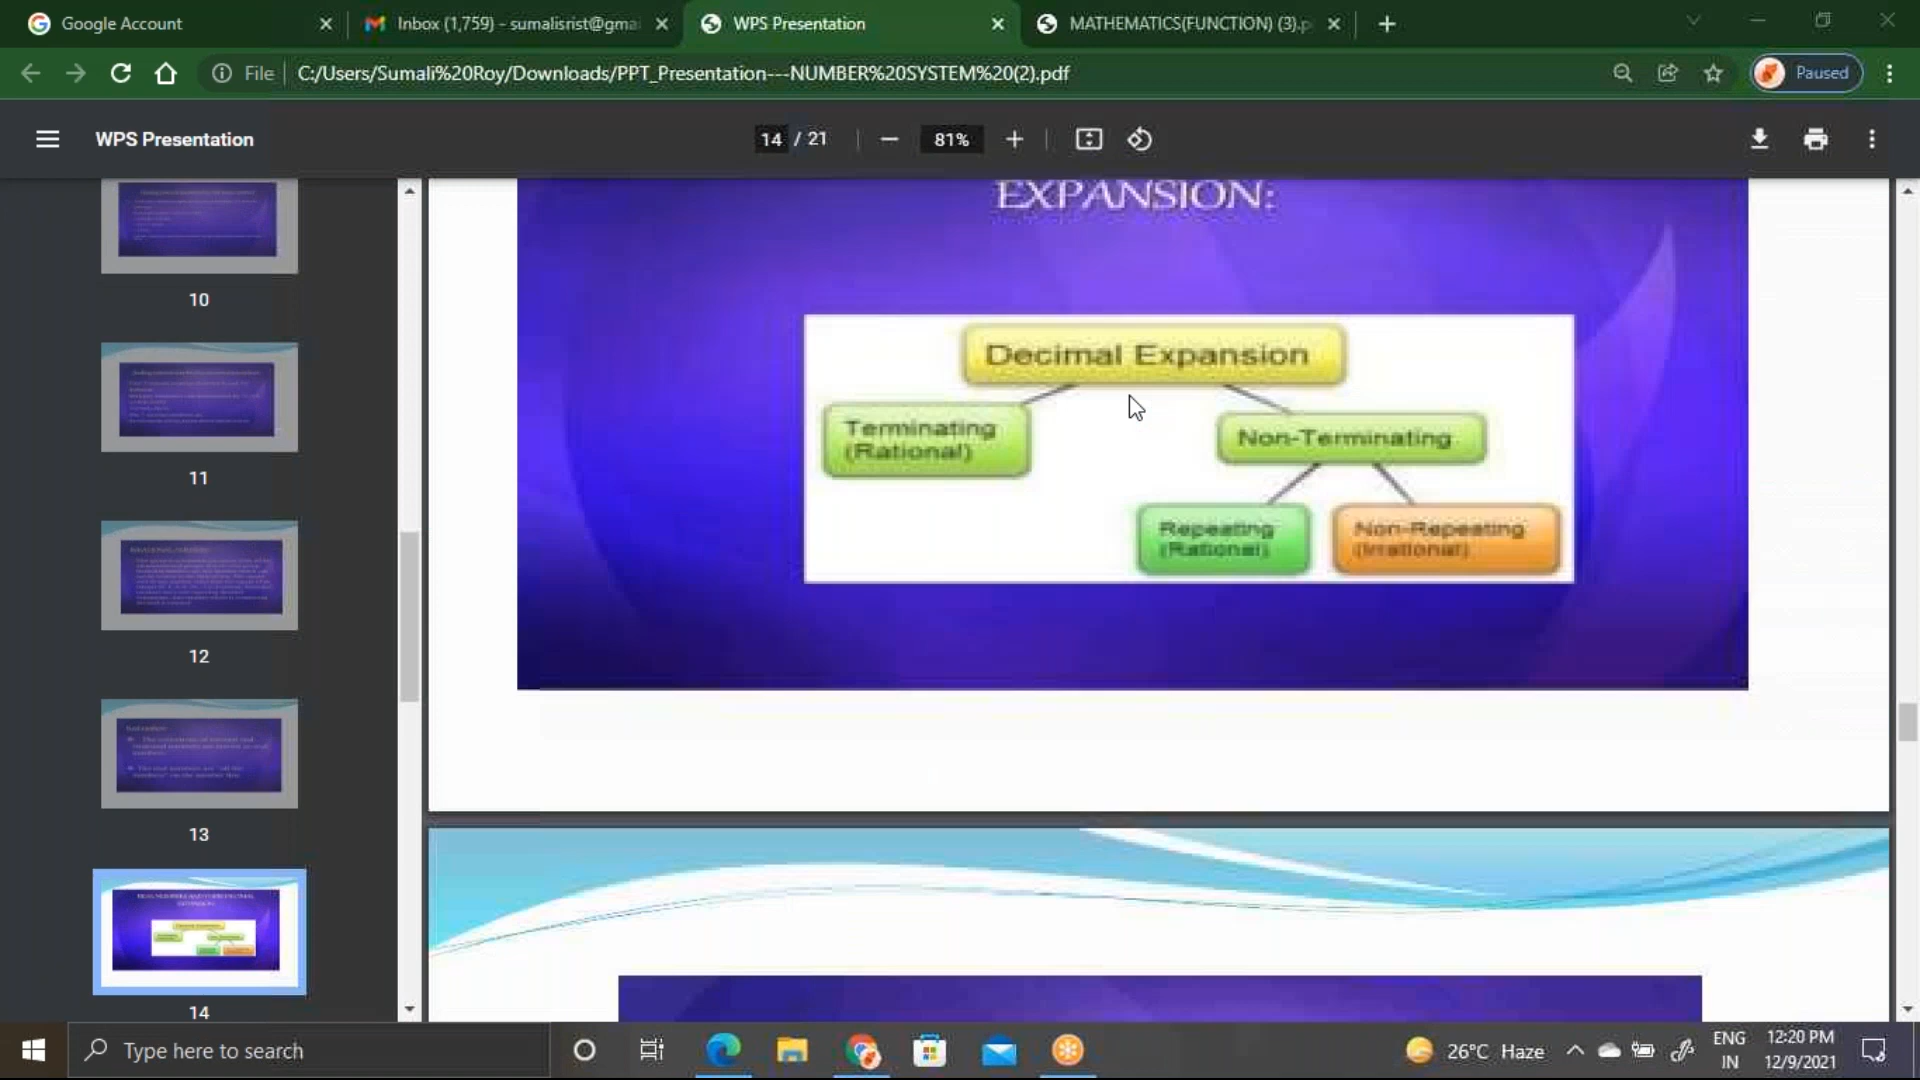 Google Account
Inbox (1,759) - sumalisrist@gmai
WPS Presentation
MATHEMATICS(FUNCTION) (3).p
File
C:/Users/Sumali%20Roy/Downloads/PPT_Presentation---NUMBER%20SYSTEM%20(2).pdf
Paused
WPS Presentation
14 / 21
81%
10
11
12
13
14
EXPANSION:
Decimal Expansion
Terminating
(Rational)
Non-Terminating
Repeating
(Rational)
Non-Repeating
(Irrational)
Type here to search
26°C Haze
ENG
IN
12:20 PM
12/9/2021